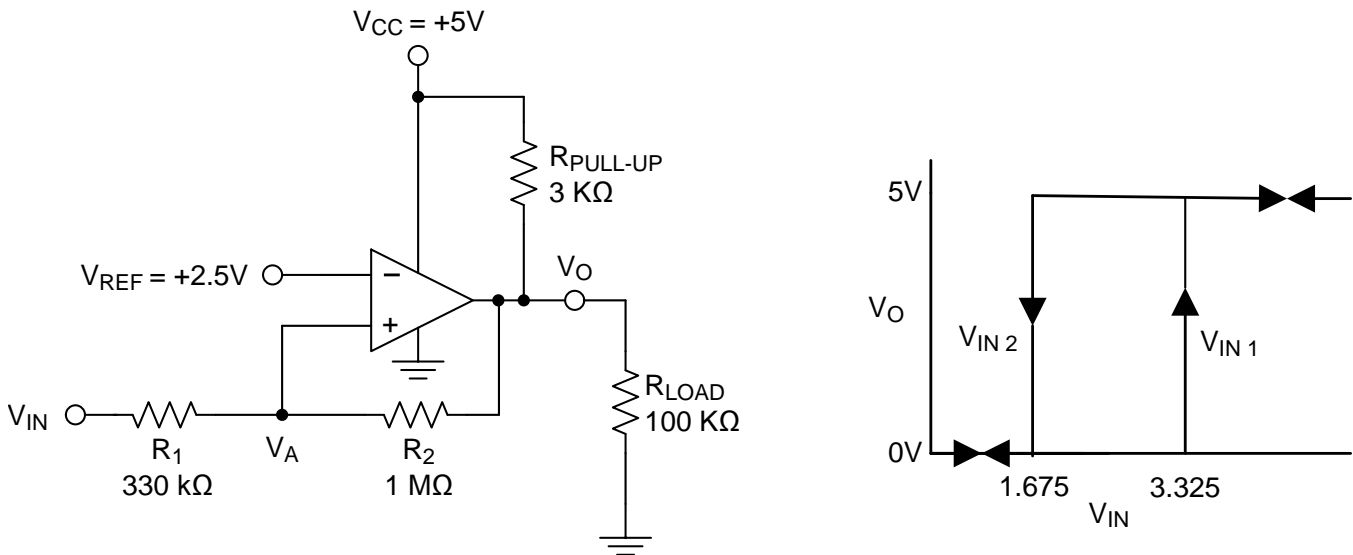 VCC = +5V
RPULL-UP
3 KΩ
VREF = +2.5V
−
+
VO
RLOAD
100 KΩ
VIN
R1
330 kΩ
VA
R2
1 MΩ
5V
VO
VIN 2
VIN 1
0V
1.675
3.325
VIN